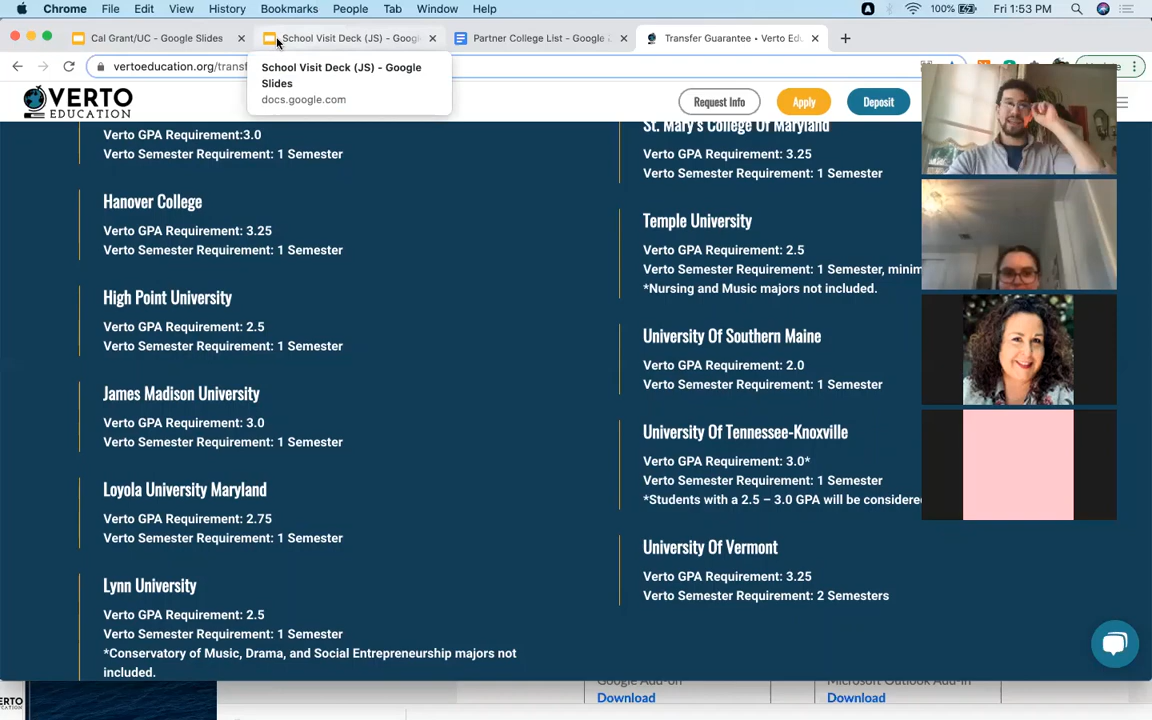 Chrome File Edit View History Bookmarks People Tab Window Help 100% Fri 1:53 PM
Cal Grant/UC - Google Slides
School Visit Deck (JS) - Googl
Partner College List - Google
Transfer Guarantee • Verto Edu
vertoeducation.org/transf
School Visit Deck (JS) - Google
Slides
docs.google.com
VERTO
EDUCATION
Request Info
Apply
Deposit
Verto GPA Requirement:3.0
Verto Semester Requirement: 1 Semester
Hanover College
Verto GPA Requirement: 3.25
Verto Semester Requirement: 1 Semester
High Point University
Verto GPA Requirement: 2.5
Verto Semester Requirement: 1 Semester
James Madison University
Verto GPA Requirement: 3.0
Verto Semester Requirement: 1 Semester
Loyola University Maryland
Verto GPA Requirement: 2.75
Verto Semester Requirement: 1 Semester
Lynn University
Verto GPA Requirement: 2.5
Verto Semester Requirement: 1 Semester
*Conservatory of Music, Drama, and Social Entrepreneurship majors not
included.
St. Mary's College Of Maryland
Verto GPA Requirement: 3.25
Verto Semester Requirement: 1 Semester
Temple University
Verto GPA Requirement: 2.5
Verto Semester Requirement: 1 Semester, minim
*Nursing and Music majors not included.
University Of Southern Maine
Verto GPA Requirement: 2.0
Verto Semester Requirement: 1 Semester
University Of Tennessee-Knoxville
Verto GPA Requirement: 3.0*
Verto Semester Requirement: 1 Semester
*Students with a 2.5 – 3.0 GPA will be considered
University Of Vermont
Verto GPA Requirement: 3.25
Verto Semester Requirement: 2 Semesters
Google Add-on
Microsoft Outlook Add-in
Download
Download